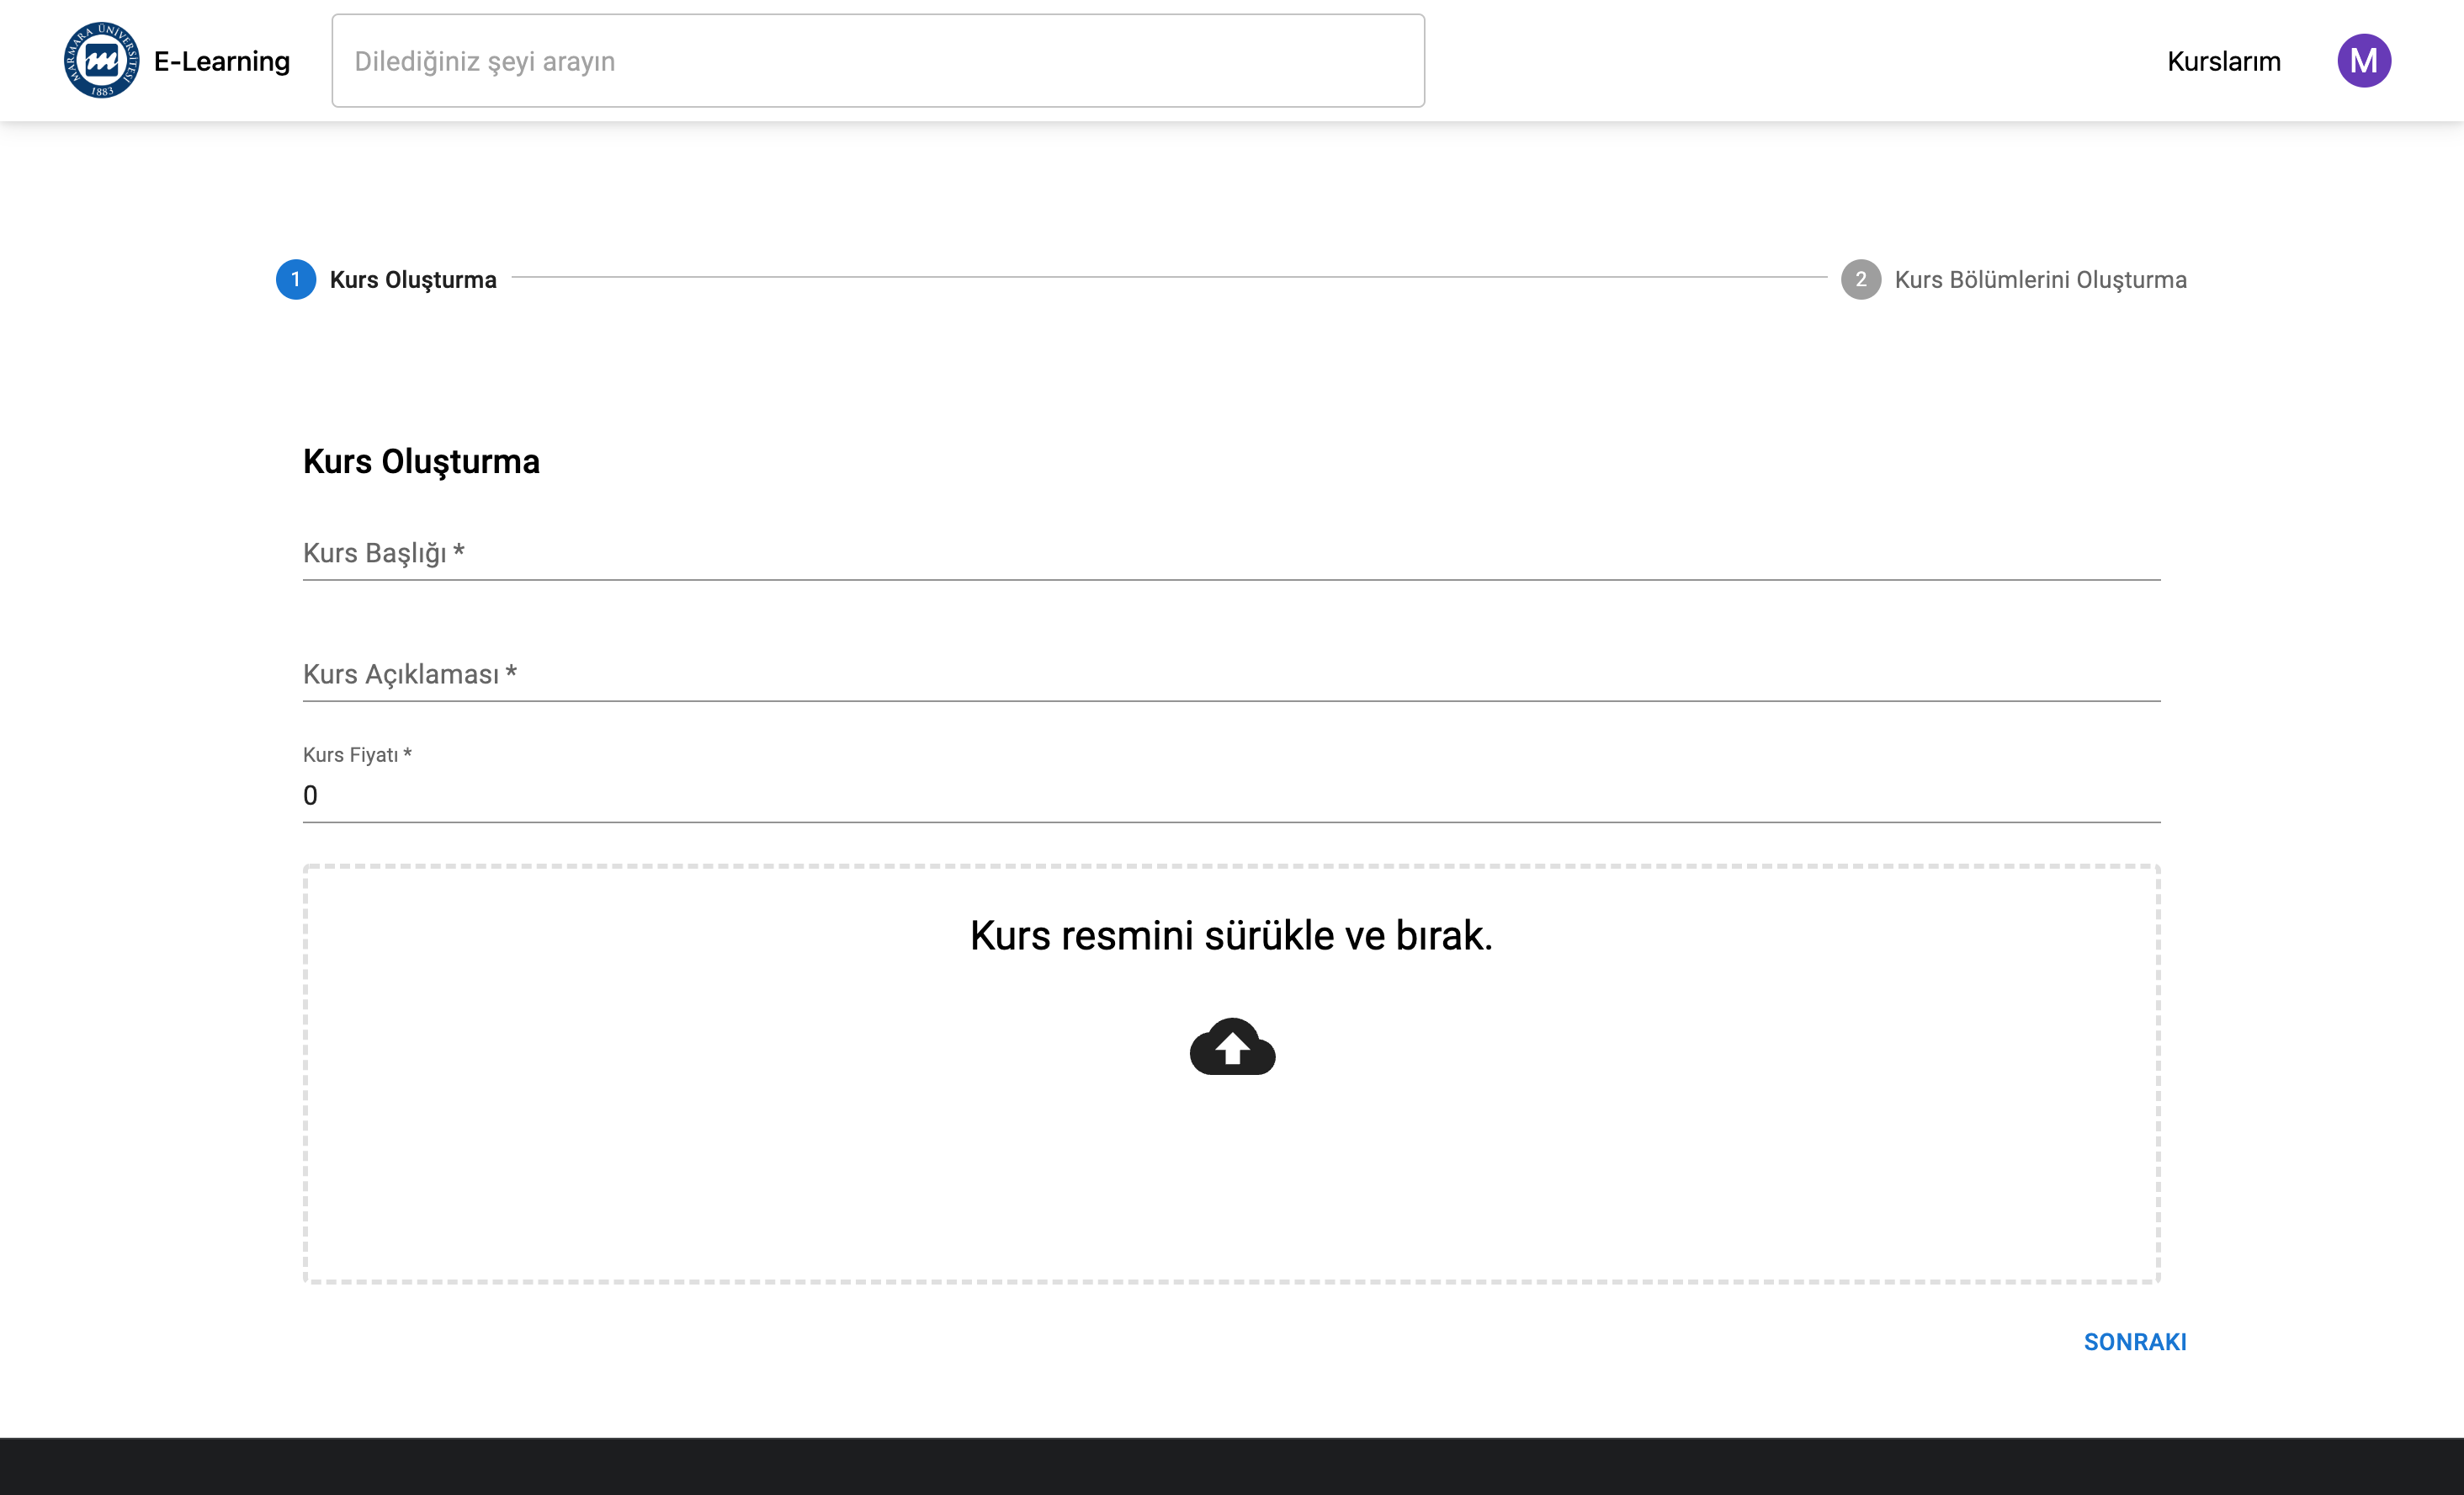 MARMARA ÜNİVERSİTESİ
m
1883
E-Learning
Dilediğiniz şeyi arayın
Kurslarım
M
1 Kurs Oluşturma
2 Kurs Bölümlerini Oluşturma
Kurs Oluşturma
Kurs Başlığı *
Kurs Açıklaması *
Kurs Fiyatı *
0
Kurs resmini sürükle ve bırak.
SONRAKI